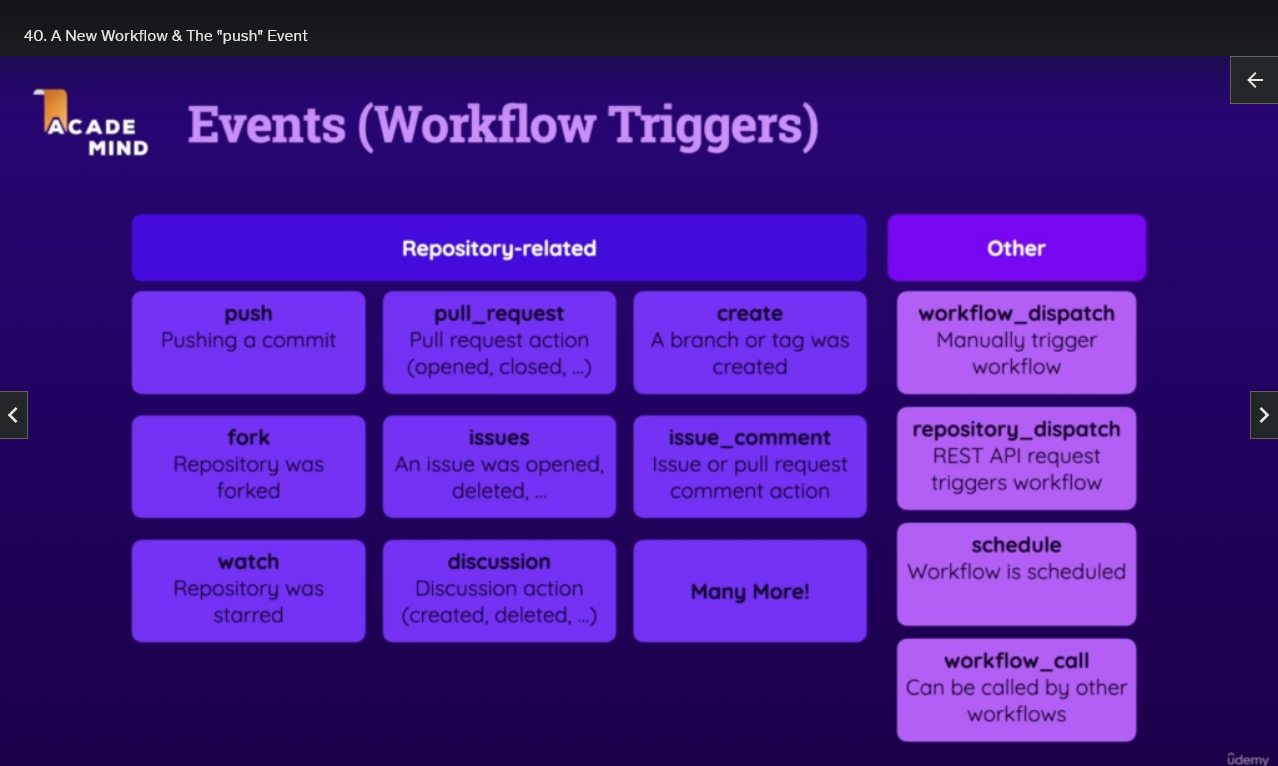 40. A New Workflow & The "push" Event
ACADE
MIND
Events (Workflow Triggers)
Repository-related
Other
push
Pushing a commit
pull_request
Pull request action
(opened, closed, ...)
create
A branch or tag was
created
workflow_dispatch
Manually trigger
workflow
fork
Repository was
forked
issues
An issue was opened,
deleted, ...
issue_comment
Issue or pull request
comment action
repository_dispatch
REST API request
triggers workflow
watch
Repository was
starred
discussion
Discussion action
(created, deleted, ...)
Many More!
schedule
Workflow is scheduled
workflow_call
Can be called by other
workflows
ûdemy